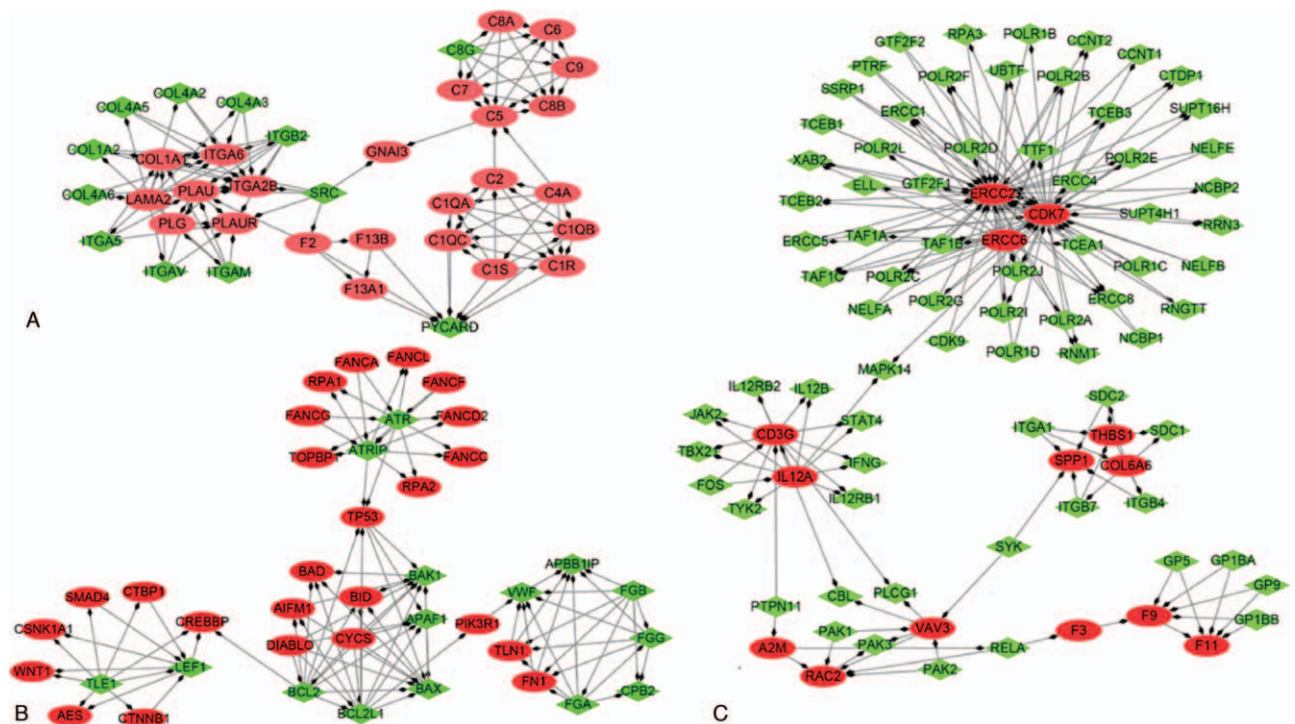 C8A
C6
C8G
C9
C7
C8B
C5
COL4A2
COL4A5
COL4A3
ITGB2
COL1A2
COL1A1
ITGA6
GNAI3
COL4A6
LAMA2
PLAU
ITGA2B
SRC
C2
C4A
C1QA
PLG
PLAUR
C1QB
C1QC
F2
F13B
ITGA5
ITGAV
ITGAM
C1S
C1R
F13A1
PYCARD
A
FANCA
FANCL
RPA1
FANCF
FANCG
ATR
FANCD2
TOPBP1
ATRIP
FANCC
RPA2
TP53
BAD
BAK1
APBB1IP
BID
AIFM1
APAF1
VWF
FGB
PIK3R1
CYCS
DIABLO
FGG
TLN1
FN1
BCL2
BAX
CPB2
BCL2L1
FGA
SMAD4
CTBP1
CSNK1A1
CREBBP
WNT1
LEF1
TLE1
AES
CTNNB1
B
GTF2F2
RPA3
POLR1B
CCNT2
CCNT1
PTRF
POLR2F
UBTF
POLR2B
CTDP1
SSRP1
ERCC1
TCEB3
SUPT16H
TCEB1
POLR2L
POLR2D
TTF1
POLR2E
NELFE
XAB2
ELL
GTF2F1
ERCC4
NCBP2
TCEB2
ERCC2
CDK7
SUPT4H1
RRN3
ERCC5
TAF1A
TAF1B
ERCC6
TCEA1
TAF1C
POLR2C
POLR2J
POLR1C
NELFB
NELFA
POLR2G
POLR2I
POLR2A
ERCC8
RNGTT
CDK9
POLR1D
RNMT
NCBP1
MAPK14
IL12RB2
IL12B
JAK2
CD3G
STAT4
TBX21
IFNG
IL12A
FOS
TYK2
IL12RB1
SDC2
ITGA1
THBS1
SDC1
SPP1
COL6A6
ITGB7
ITGB4
SYK
PTPN11
CBL
PLCG1
PAK1
VAV3
PAK3
A2M
RAC2
PAK2
RELA
F3
GP5
GP1BA
GP9
F9
GP1BB
F11
C